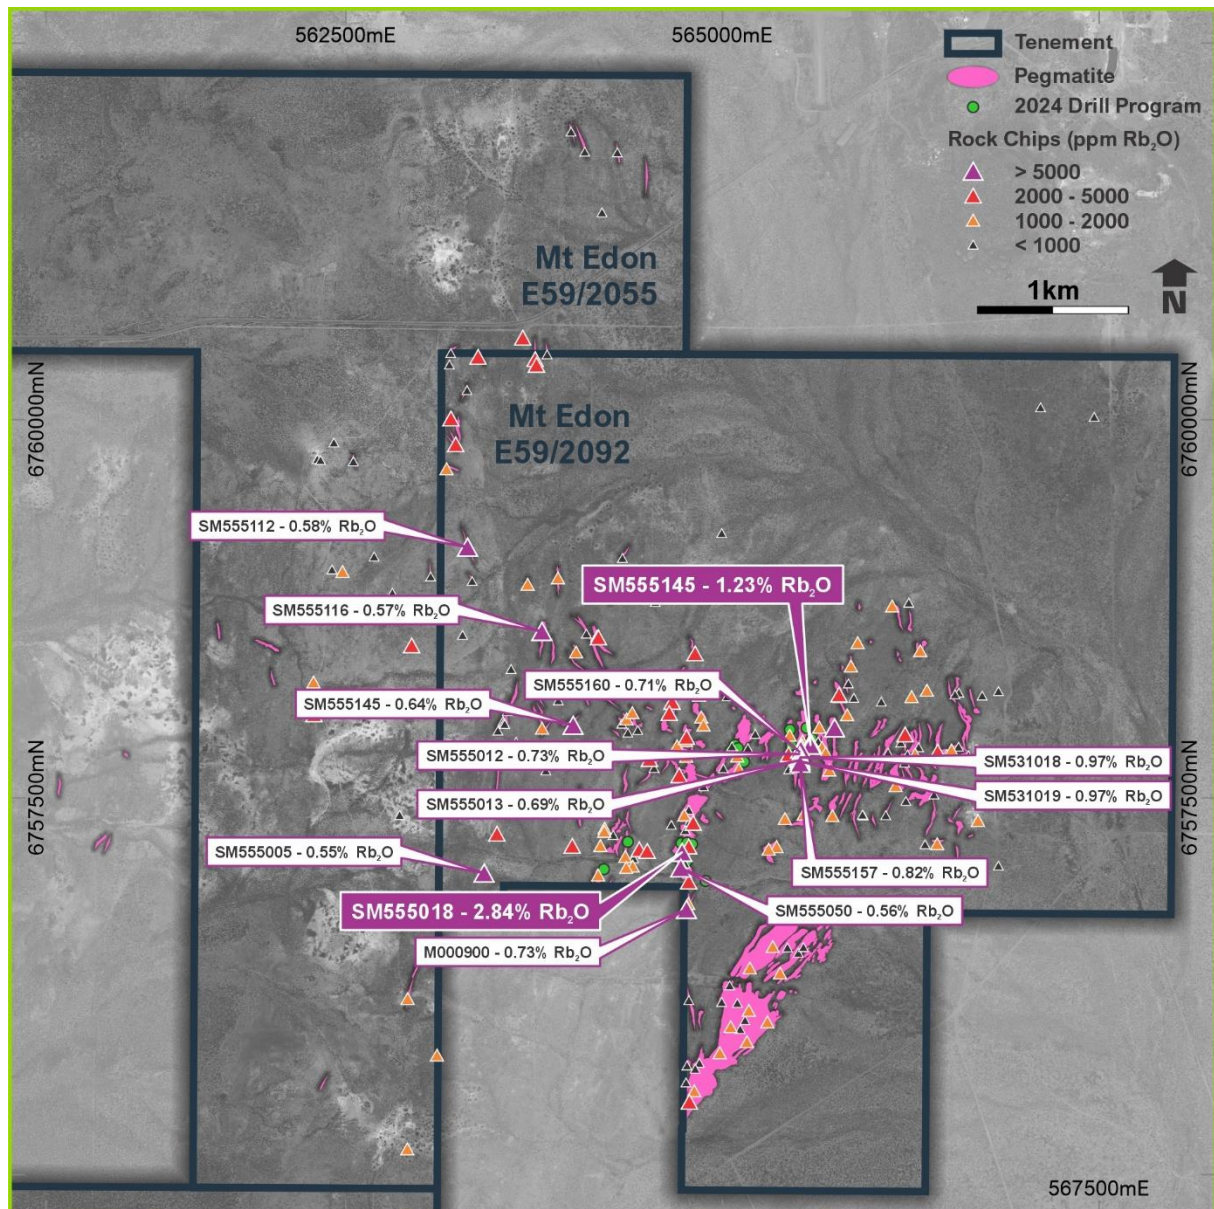 562500mE
565000mE
Tenement
Pegmatite
2024 Drill Program
Rock Chips (ppm Rb₂O)
> 5000
2000 - 5000
1000 - 2000
< 1000
1km
N
Mt Edon
E59/2055
Mt Edon
E59/2092
6760000mN
6760000mN
SM555112 - 0.58% Rb₂O
SM555145 - 1.23% Rb₂O
SM555116 - 0.57% Rb₂O
SM555160 - 0.71% Rb₂O
SM555145 - 0.64% Rb₂O
SM555012 - 0.73% Rb₂O
SM531018 - 0.97% Rb₂O
SM555013 - 0.69% Rb₂O
SM531019 - 0.97% Rb₂O
6757500mN
6757500mN
SM555005 - 0.55% Rb₂O
SM555157 - 0.82% Rb₂O
SM555018 - 2.84% Rb₂O
SM555050 - 0.56% Rb₂O
M000900 - 0.73% Rb₂O
567500mE